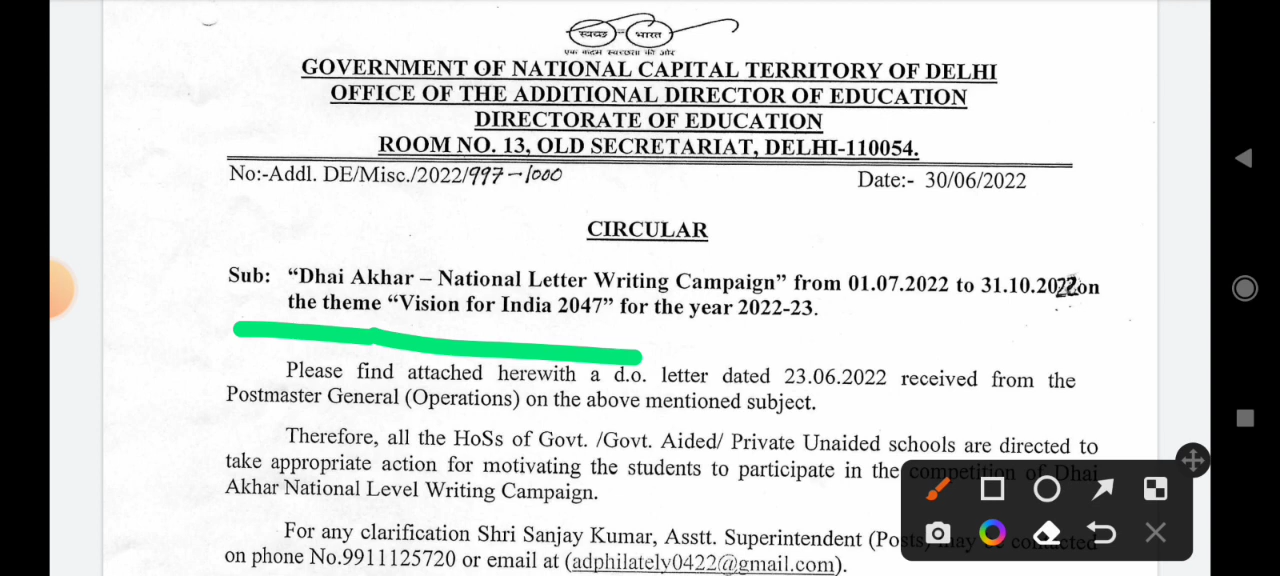 स्वच्छ भारत
एक कदम स्वच्छता की ओर
GOVERNMENT OF NATIONAL CAPITAL TERRITORY OF DELHI
OFFICE OF THE ADDITIONAL DIRECTOR OF EDUCATION
DIRECTORATE OF EDUCATION
ROOM NO. 13, OLD SECRETARIAT, DELHI-110054.
No:-Addl. DE/Misc./2022/997-1000 Date:- 30/06/2022
CIRCULAR
Sub: “Dhai Akhar – National Letter Writing Campaign” from 01.07.2022 to 31.10.2022 on
the theme “Vision for India 2047” for the year 2022-23.
Please find attached herewith a d.o. letter dated 23.06.2022 received from the
Postmaster General (Operations) on the above mentioned subject.
Therefore, all the HoSs of Govt. /Govt. Aided/ Private Unaided schools are directed to
take appropriate action for motivating the students to participate in the competition of Dhai
Akhar National Level Writing Campaign.
For any clarification Shri Sanjay Kumar, Asstt. Superintendent (Posts) may be contacted
on phone No.9911125720 or email at (adphilately0422@gmail.com).